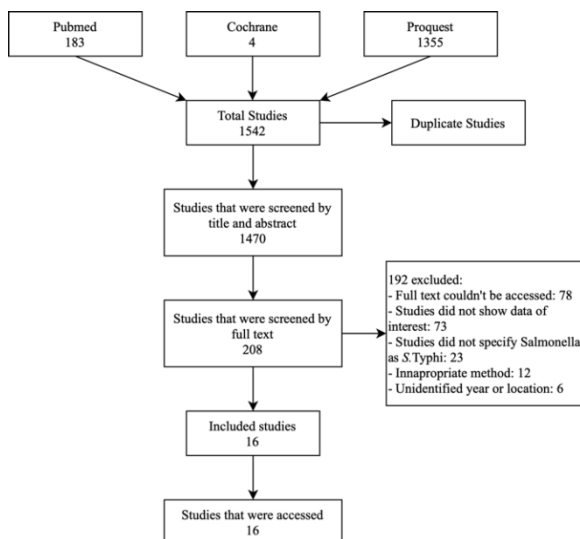 Pubmed
183
Cochrane
4
Proquest
1355
Total Studies
1542
Duplicate Studies
Studies that were screened by
title and abstract
1470
Studies that were screened by
full text
208
192 excluded:
- Full text couldn't be accessed: 78
- Studies did not show data of
interest: 73
- Studies did not specify Salmonella
as S.Typhi: 23
- Innapropriate method: 12
- Unidentified year or location: 6
Included studies
16
Studies that were accessed
16